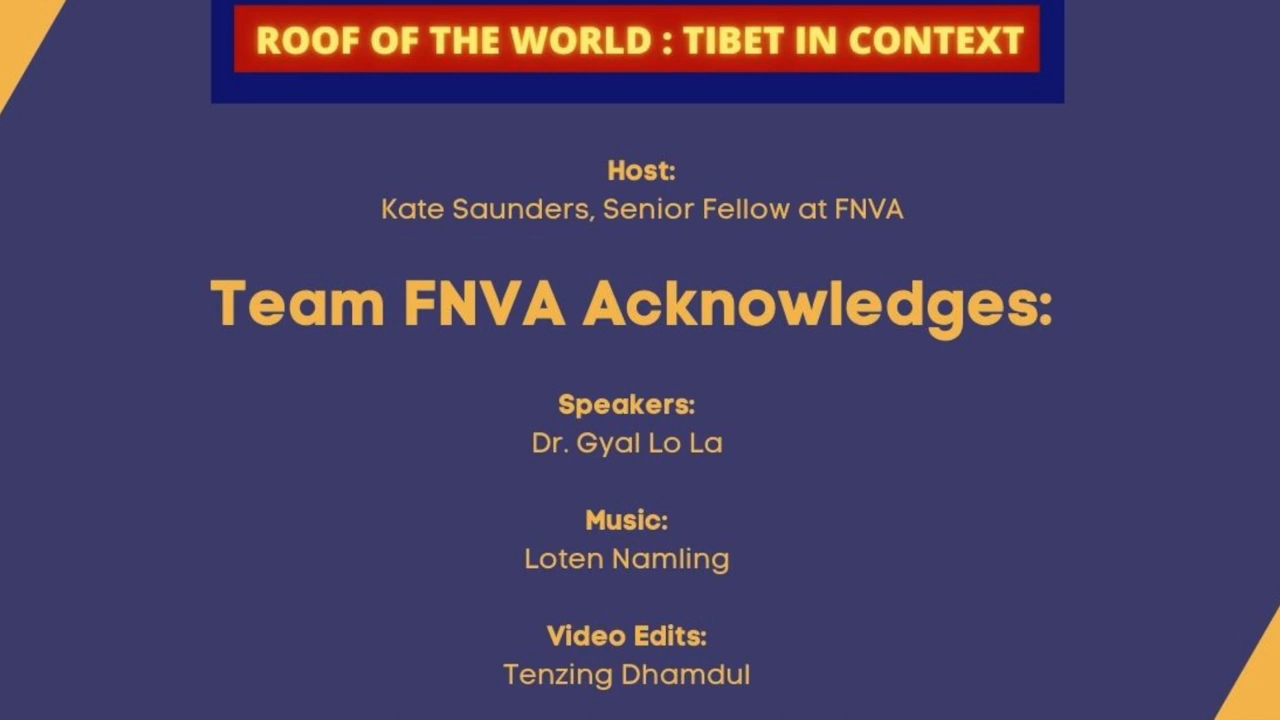 ROOF OF THE WORLD : TIBET IN CONTEXT
Host:
Kate Saunders, Senior Fellow at FNVA
Team FNVA Acknowledges:
Speakers:
Dr. Gyal Lo La
Music:
Loten Namling
Video Edits:
Tenzing Dhamdul